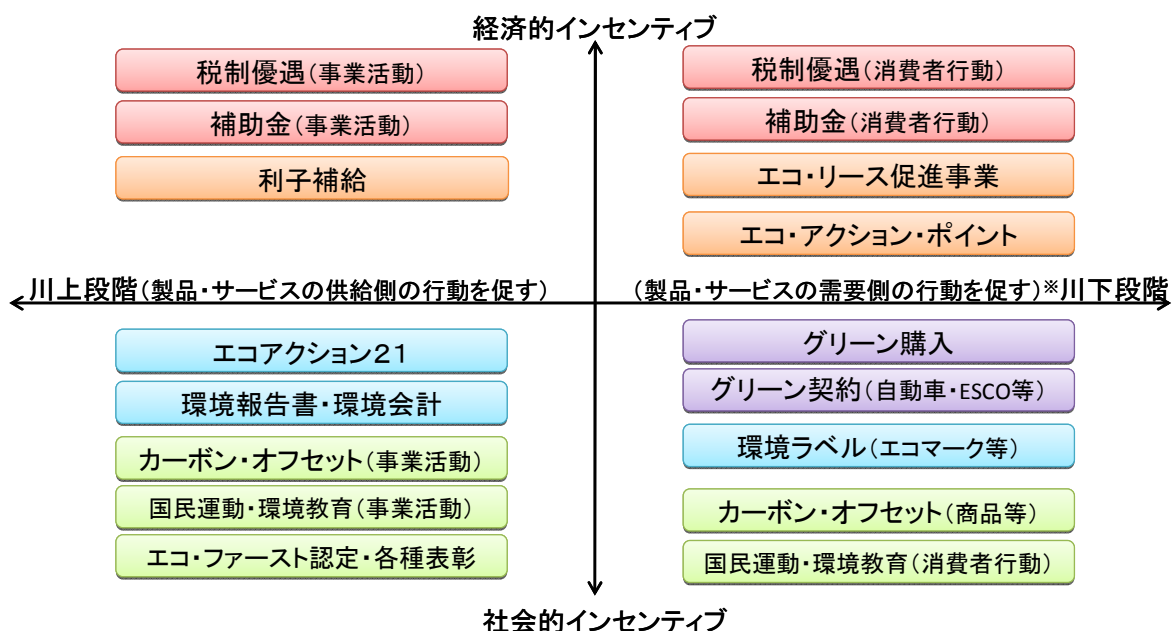 経済的インセンティブ
税制優遇(事業活動)
補助金(事業活動)
利子補給
税制優遇(消費者行動)
補助金(消費者行動)
エコ・リース促進事業
エコ・アクション・ポイント
川上段階(製品・サービスの供給側の行動を促す)
(製品・サービスの需要側の行動を促す)※川下段階
エコアクション21
環境報告書・環境会計
カーボン・オフセット(事業活動)
国民運動・環境教育(事業活動)
エコ・ファースト認定・各種表彰
グリーン購入
グリーン契約(自動車・ESCO等)
環境ラベル(エコマーク等)
カーボン・オフセット(商品等)
国民運動・環境教育(消費者行動)
社会的インセンティブ